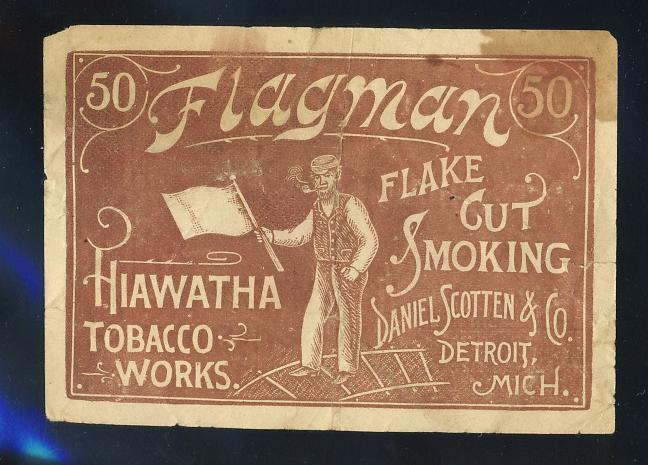 50 Flagman 50
FLAKE
CUT
SMOKING
HIAWATHA
TOBACCO
WORKS.
DANIEL SCOTTEN & CO.
DETROIT,
MICH.